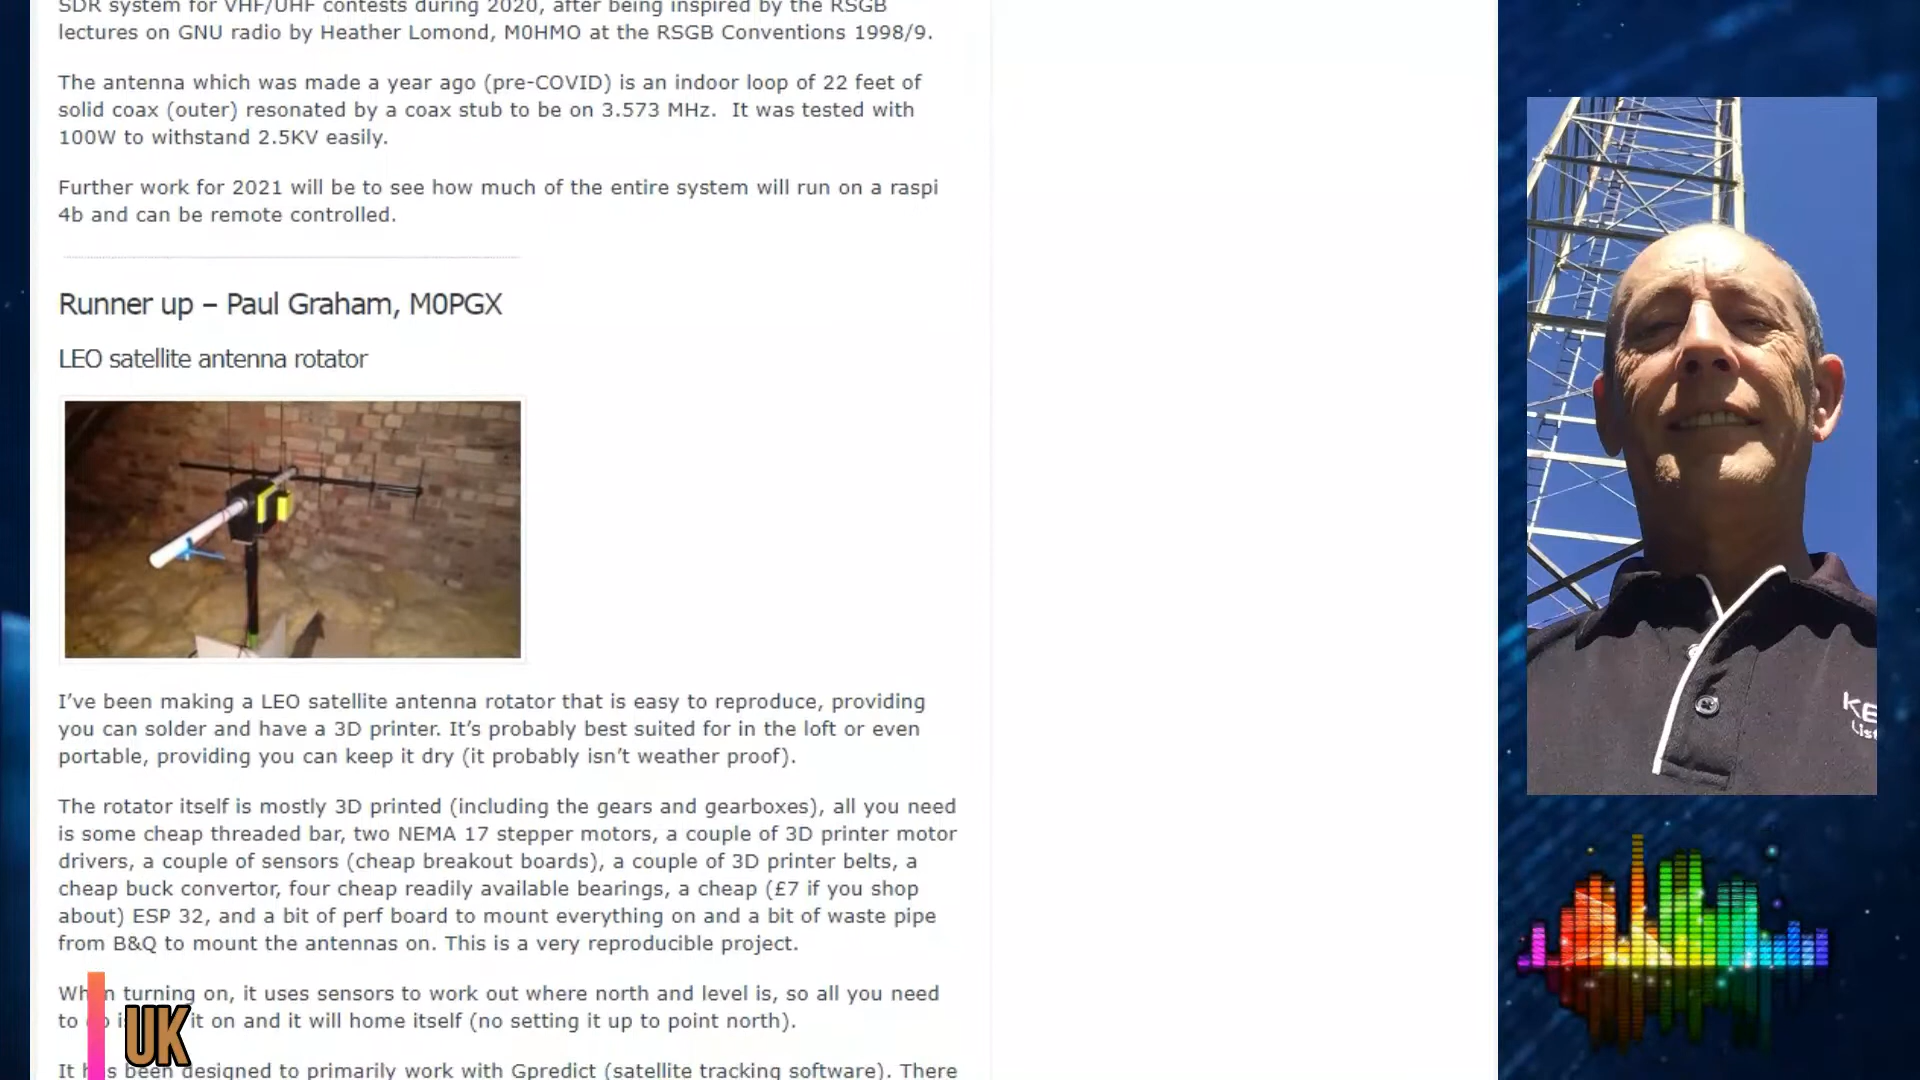 SDR system for VHF/UHF contests during 2020, after being inspired by the RSGB
lectures on GNU radio by Heather Lomond, M0HMO at the RSGB Conventions 1998/9.
The antenna which was made a year ago (pre-COVID) is an indoor loop of 22 feet of
solid coax (outer) resonated by a coax stub to be on 3.573 MHz. It was tested with
100W to withstand 2.5KV easily.
Further work for 2021 will be to see how much of the entire system will run on a raspi
4b and can be remote controlled.
Runner up – Paul Graham, M0PGX
LEO satellite antenna rotator
I’ve been making a LEO satellite antenna rotator that is easy to reproduce, providing
you can solder and have a 3D printer. It’s probably best suited for in the loft or even
portable, providing you can keep it dry (it probably isn’t weather proof).
The rotator itself is mostly 3D printed (including the gears and gearboxes), all you need
is some cheap threaded bar, two NEMA 17 stepper motors, a couple of 3D printer motor
drivers, a couple of sensors (cheap breakout boards), a couple of 3D printer belts, a
cheap buck convertor, four cheap readily available bearings, a cheap (£7 if you shop
about) ESP 32, and a bit of perf board to mount everything on and a bit of waste pipe
from B&Q to mount the antennas on. This is a very reproducible project.
turning on, it uses sensors to work out where north and level is, so all you need
to it on and it will home itself (no setting it up to point north).
It been designed to primarily work with Gpredict (satellite tracking software). There
UK